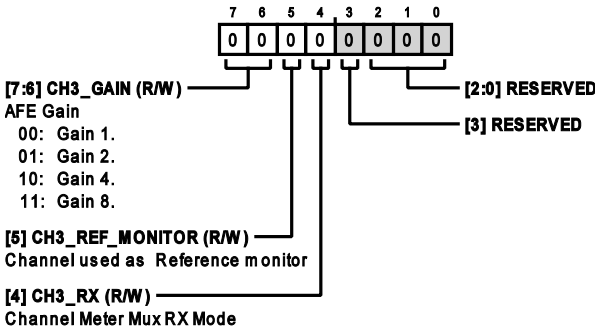 7 6 5 4 3 2 1 0
0 0 0 0 0 0 0 0
[7:6] CH3_GAIN (R/W)
AFE Gain
00: Gain 1.
01: Gain 2.
10: Gain 4.
11: Gain 8.
[5] CH3_REF_MONITOR (R/W)
Channel used as Reference monitor
[4] CH3_RX (R/W)
Channel Meter Mux RX Mode
[2:0] RESERVED
[3] RESERVED